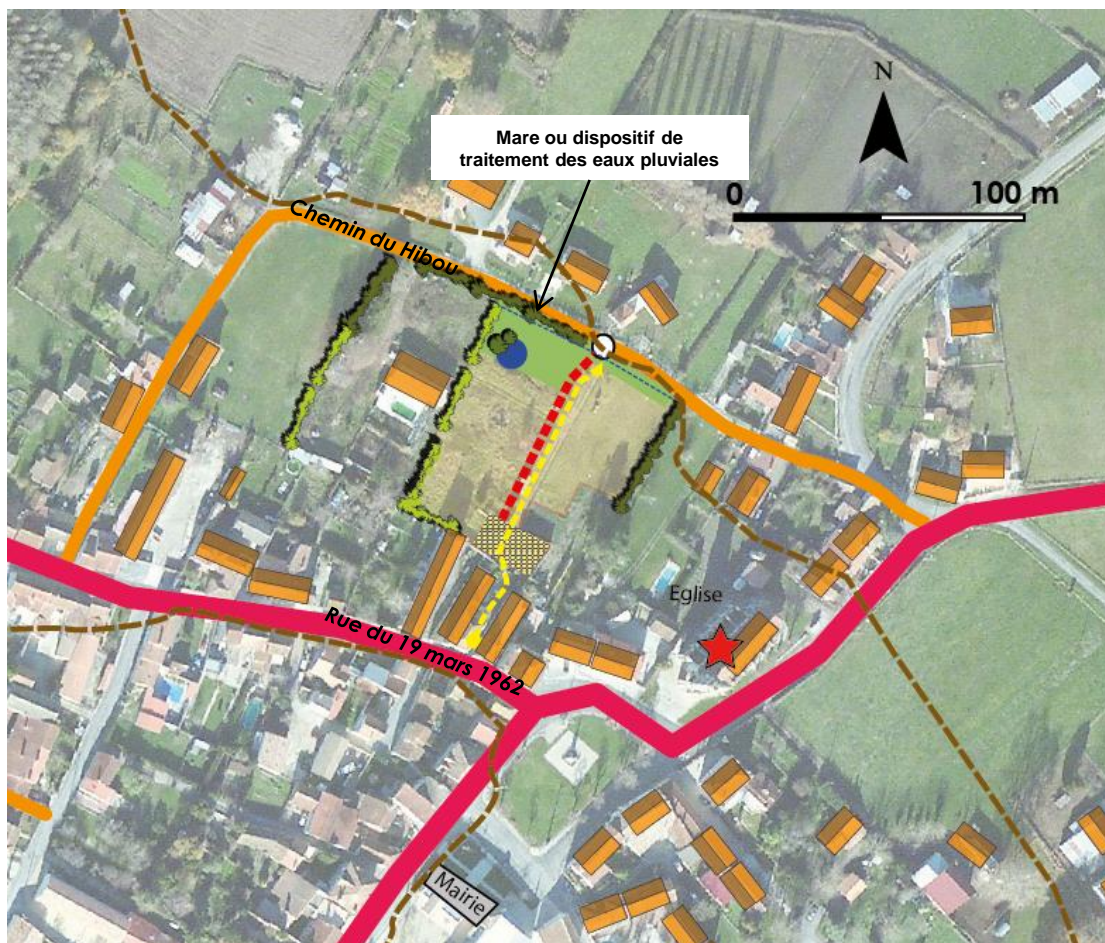 N
Mare ou dispositif de
traitement des eaux pluviales
0 100 m
Chemin du Hibou
Eglise
Rue du 19 mars 1962
Mairie